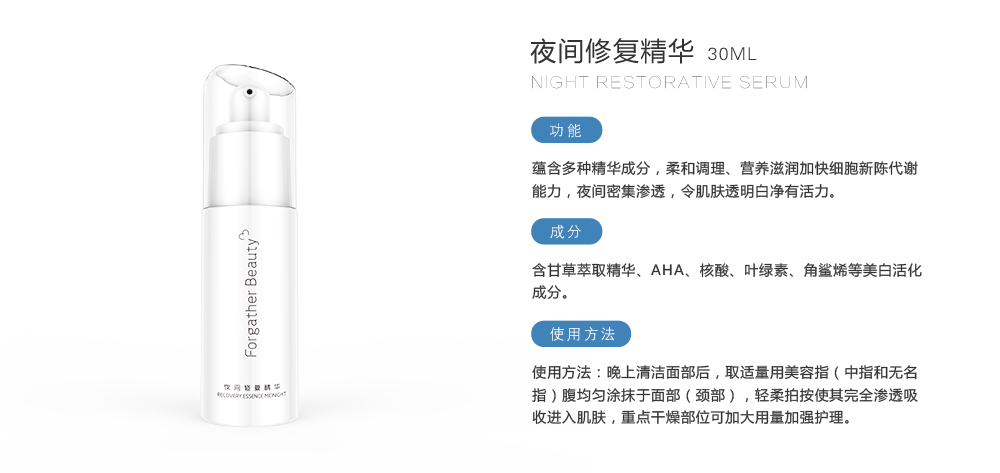 夜间修复精华 30ML
NIGHT RESTORATIVE SERUM
功能
蕴含多种精华成分，柔和调理、营养滋润加快细胞新陈代谢
能力，夜间密集渗透，令肌肤透明白净有活力。
成分
含甘草萃取精华、AHA、核酸、叶绿素、角鲨烯等美白活化
成分。
使用方法
使用方法：晚上清洁面部后，取适量用美容指（中指和无名
指）腹均匀涂抹于面部（颈部），轻柔拍按使其完全渗透吸
收进入肌肤，重点干燥部位可加大用量加强护理。
Forgather Beauty
夜间修复精华
RECOVERY ESSENCE MIDNIGHT